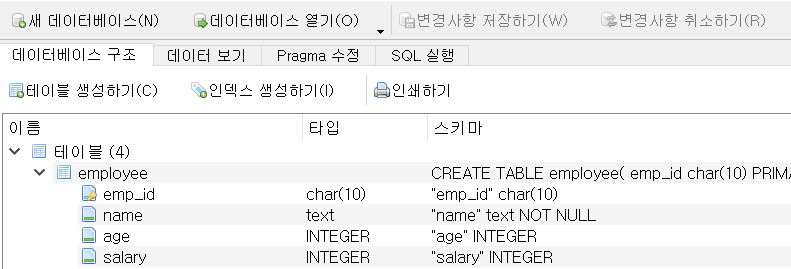 새 데이터베이스(N) 데이터베이스 열기(O) 변경사항 저장하기(W) 변경사항 취소하기(R)
데이터베이스 구조 데이터 보기 Pragma 수정 SQL 실행
테이블 생성하기(C) 인덱스 생성하기(I) 인쇄하기
이름 타입 스키마
테이블 (4)
employee CREATE TABLE employee( emp_id char(10) PRIMA
emp_id char(10) "emp_id" char(10)
name text "name" text NOT NULL
age INTEGER "age" INTEGER
salary INTEGER "salary" INTEGER